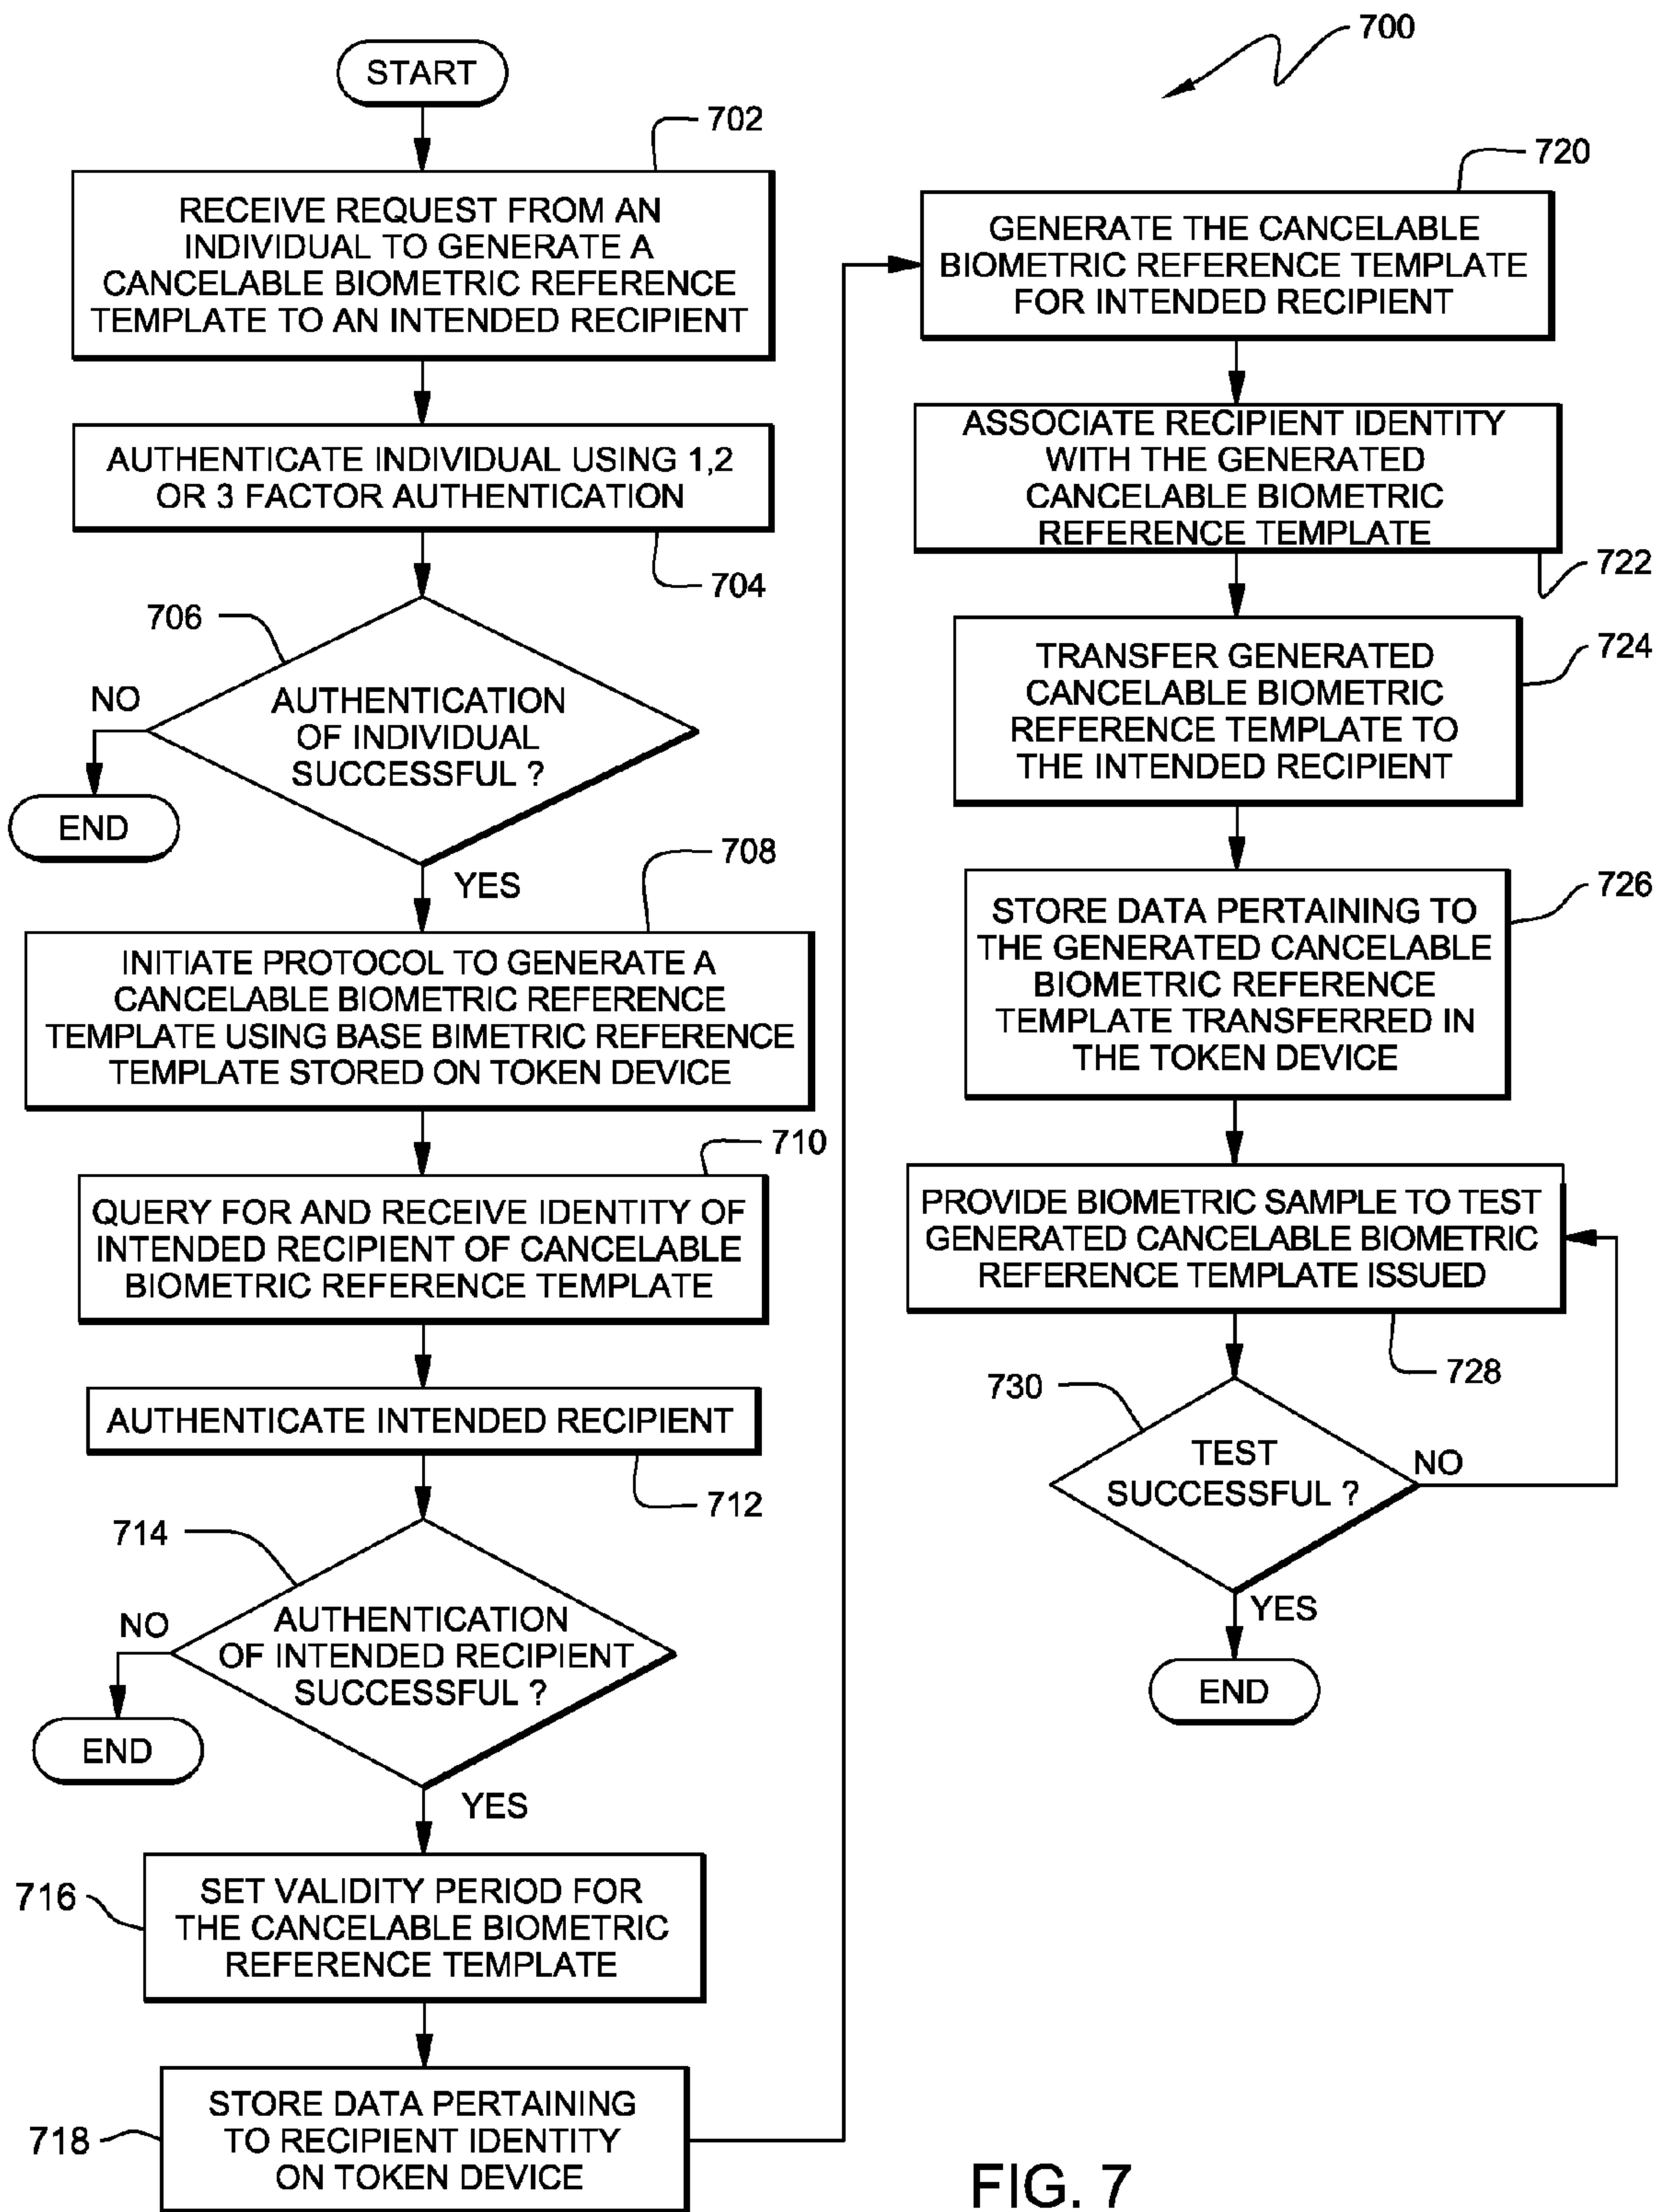 START
702
RECEIVE REQUEST FROM AN
INDIVIDUAL TO GENERATE A
CANCELABLE BIOMETRIC REFERENCE
TEMPLATE TO AN INTENDED RECIPIENT
AUTHENTICATE INDIVIDUAL USING 1,2
OR 3 FACTOR AUTHENTICATION
704
706
AUTHENTICATION
OF INDIVIDUAL
SUCCESSFUL ?
NO
END
YES
708
INITIATE PROTOCOL TO GENERATE A
CANCELABLE BIOMETRIC REFERENCE
TEMPLATE USING BASE BIMETRIC REFERENCE
TEMPLATE STORED ON TOKEN DEVICE
710
QUERY FOR AND RECEIVE IDENTITY OF
INTENDED RECIPIENT OF CANCELABLE
BIOMETRIC REFERENCE TEMPLATE
AUTHENTICATE INTENDED RECIPIENT
712
714
AUTHENTICATION
OF INTENDED RECIPIENT
SUCCESSFUL ?
NO
END
YES
716
SET VALIDITY PERIOD FOR
THE CANCELABLE BIOMETRIC
REFERENCE TEMPLATE
718
STORE DATA PERTAINING
TO RECIPIENT IDENTITY
ON TOKEN DEVICE
700
720
GENERATE THE CANCELABLE
BIOMETRIC REFERENCE TEMPLATE
FOR INTENDED RECIPIENT
ASSOCIATE RECIPIENT IDENTITY
WITH THE GENERATED
CANCELABLE BIOMETRIC
REFERENCE TEMPLATE
722
724
TRANSFER GENERATED
CANCELABLE BIOMETRIC
REFERENCE TEMPLATE TO
THE INTENDED RECIPIENT
726
STORE DATA PERTAINING TO
THE GENERATED CANCELABLE
BIOMETRIC REFERENCE
TEMPLATE TRANSFERRED IN
THE TOKEN DEVICE
PROVIDE BIOMETRIC SAMPLE TO TEST
GENERATED CANCELABLE BIOMETRIC
REFERENCE TEMPLATE ISSUED
728
730
TEST
SUCCESSFUL ?
NO
YES
END
FIG. 7